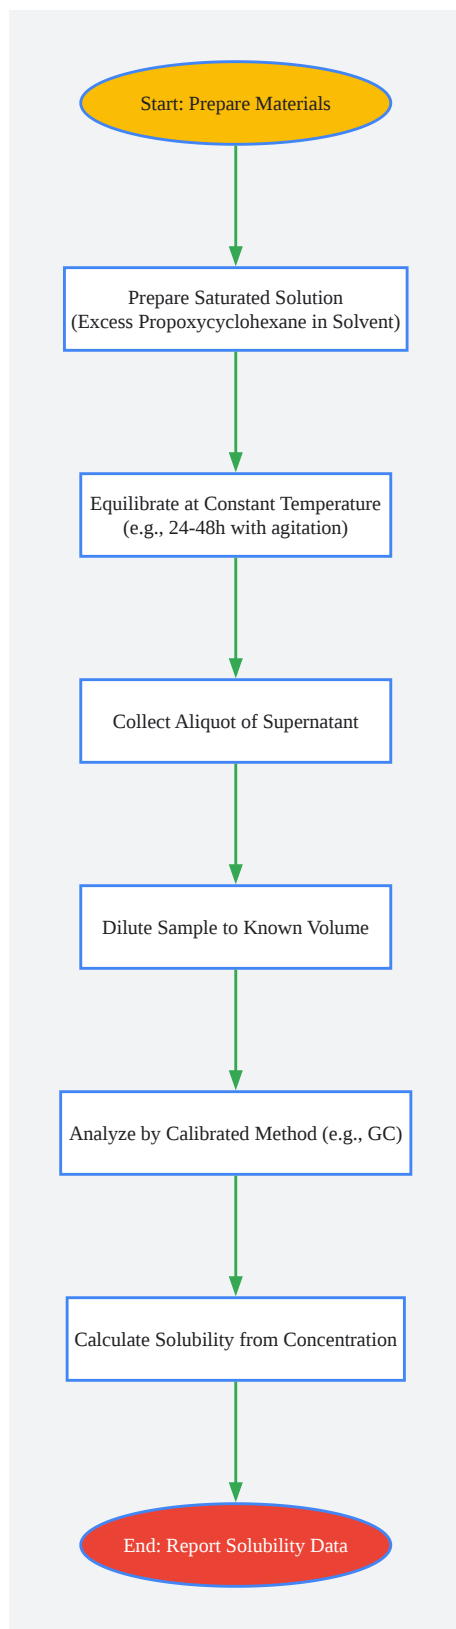 Start: Prepare Materials
Prepare Saturated Solution
(Excess Propoxycyclohexane in Solvent)
Equilibrate at Constant Temperature
(e.g., 24-48h with agitation)
Collect Aliquot of Supernatant
Dilute Sample to Known Volume
Analyze by Calibrated Method (e.g., GC)
Calculate Solubility from Concentration
End: Report Solubility Data